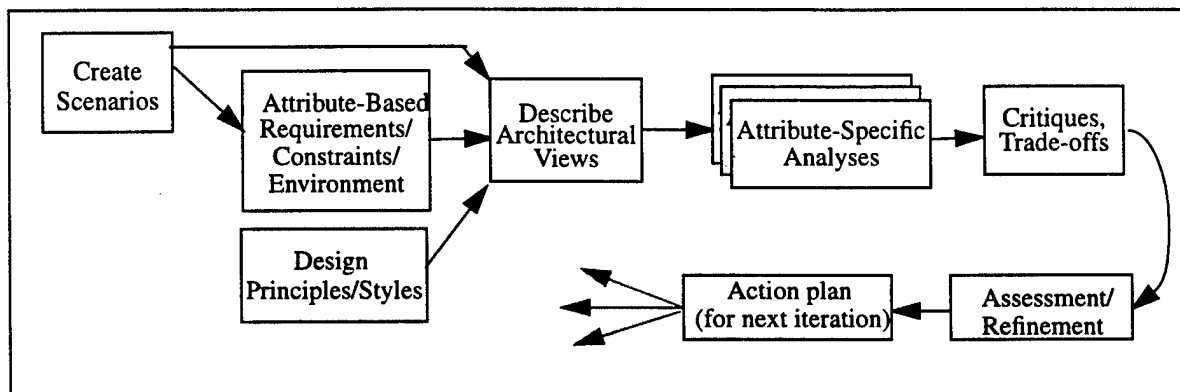 Create
Scenarios
Attribute-Based
Requirements/
Constraints/
Environment
Design
Principles/Styles
Describe
Architectural
Views
Attribute-Specific
Analyses
Critiques,
Trade-offs
Assessment/
Refinement
Action plan
(for next iteration)